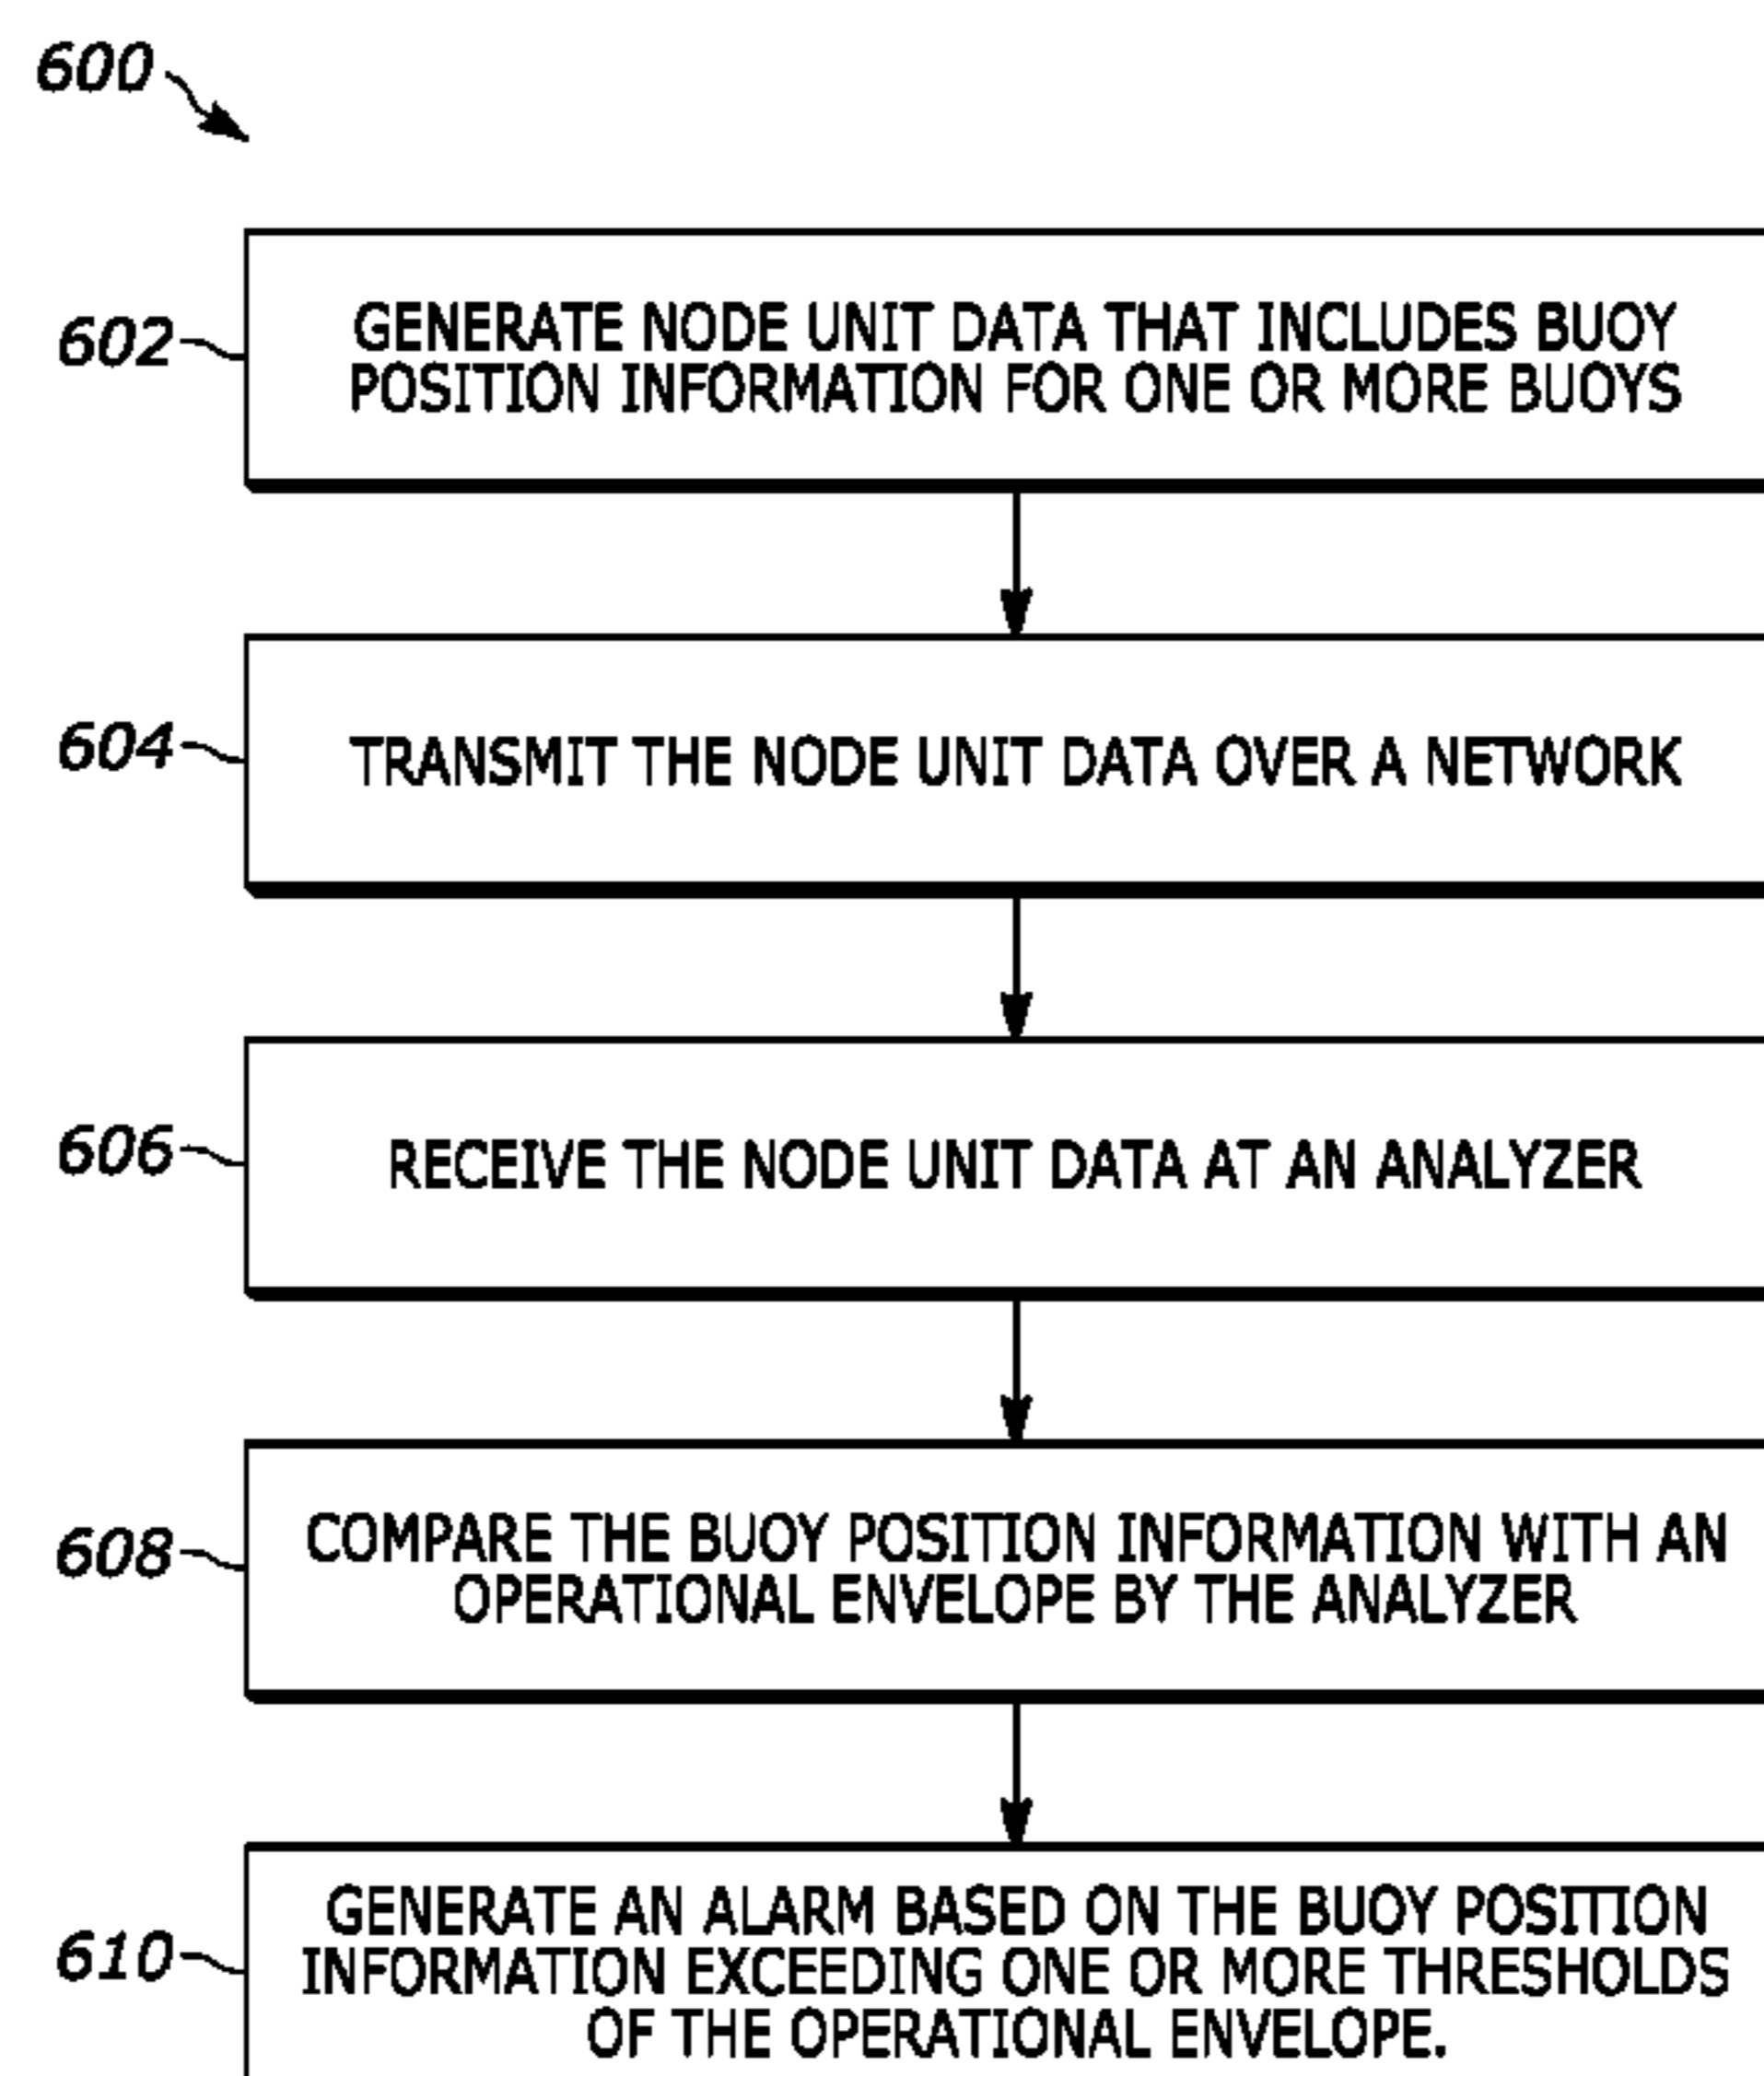 600
602
GENERATE NODE UNIT DATA THAT INCLUDES BUOY
POSITION INFORMATION FOR ONE OR MORE BUOYS
604
TRANSMIT THE NODE UNIT DATA OVER A NETWORK
606
RECEIVE THE NODE UNIT DATA AT AN ANALYZER
608
COMPARE THE BUOY POSITION INFORMATION WITH AN
OPERATIONAL ENVELOPE BY THE ANALYZER
610
GENERATE AN ALARM BASED ON THE BUOY POSITION
INFORMATION EXCEEDING ONE OR MORE THRESHOLDS
OF THE OPERATIONAL ENVELOPE.